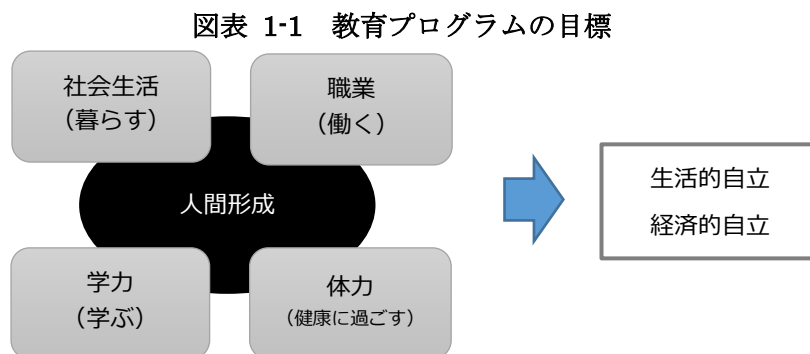 図表 1-1 教育プログラムの目標
社会生活
（暮らす）
職業
（働く）
人間形成
学力
（学ぶ）
体力
（健康に過ごす）
生活的自立
経済的自立